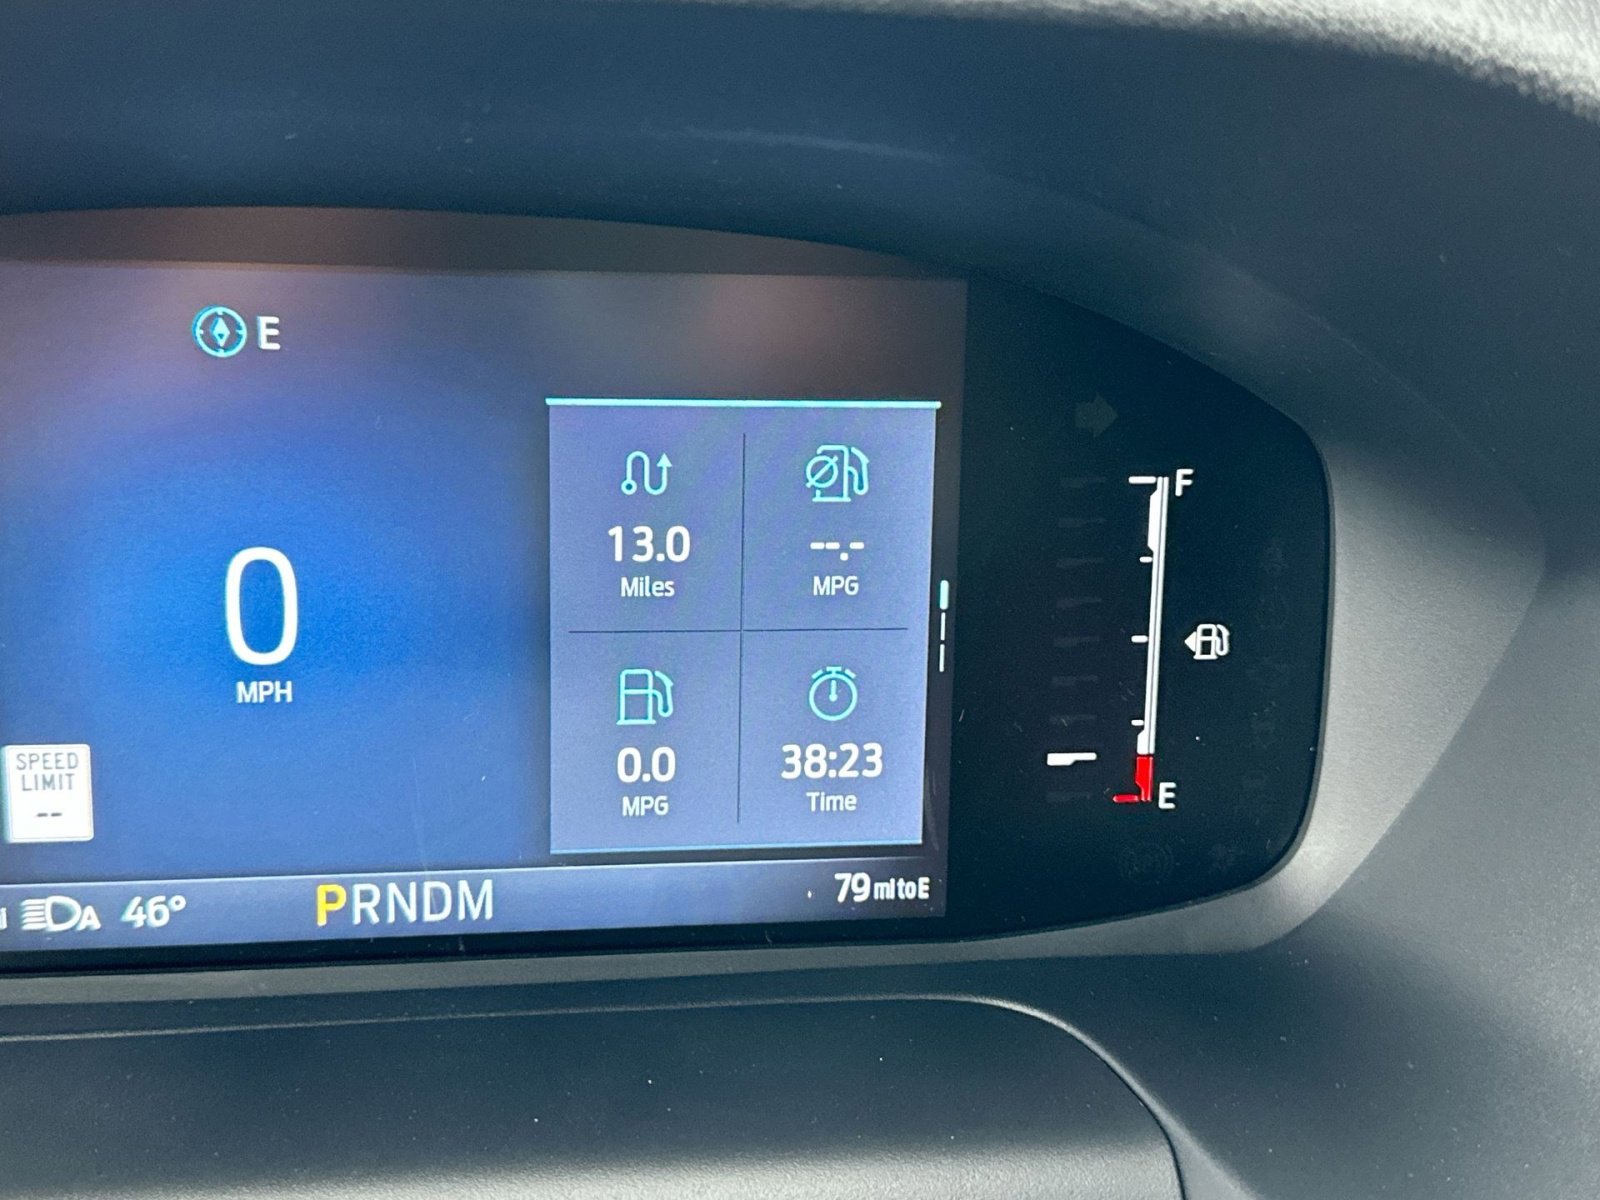 E
F
13.0
Miles
--.-
MPG
0
MPH
0.0
MPG
38:23
Time
SPEED
LIMIT
--
E
A 46°
PRNDM
79 mi to E